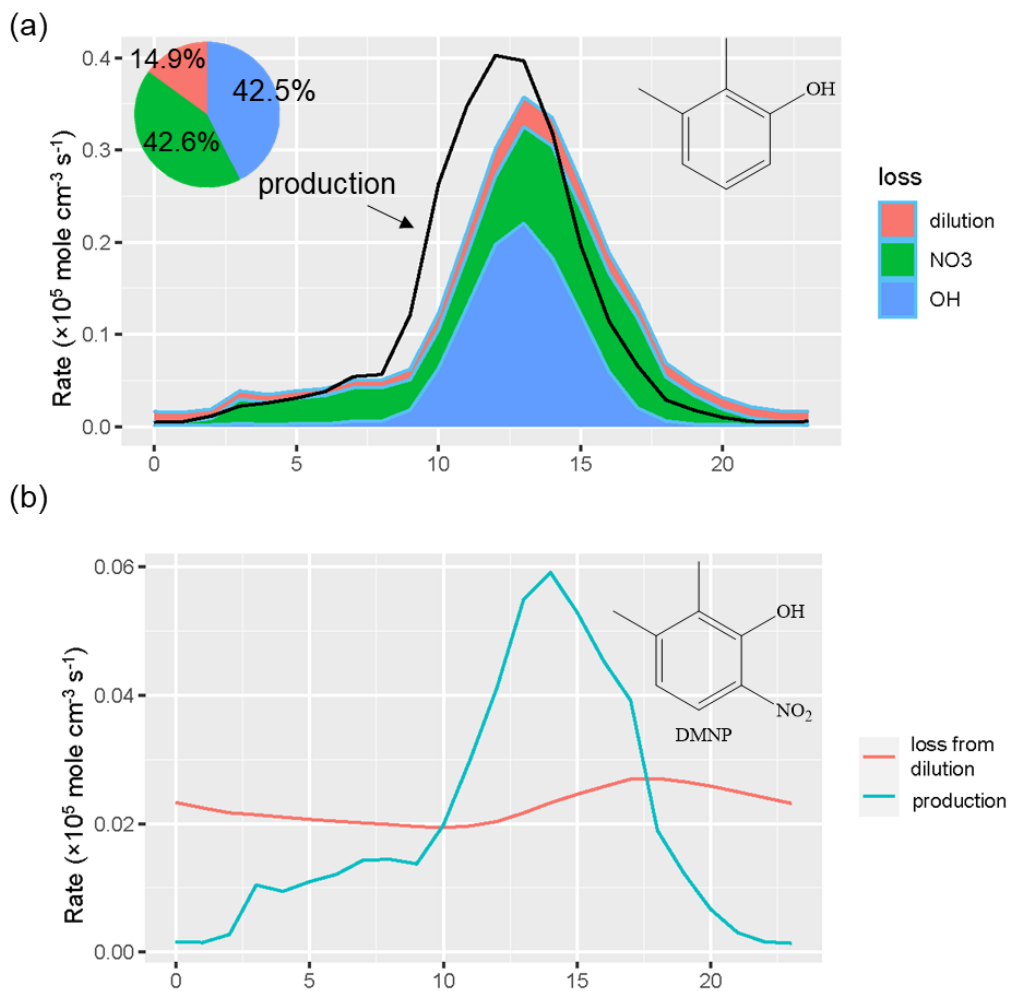 (a)
14.9%
42.5%
42.6%
production
OH
Rate (×10⁵ mole cm⁻³ s⁻¹)
0.4
0.3
0.2
0.1
0.0
0 5 10 15 20
loss
dilution
NO3
OH
(b)
OH
NO₂
DMNP
Rate (×10⁵ mole cm⁻³ s⁻¹)
0.06
0.04
0.02
0.00
0 5 10 15 20
loss from
dilution
production